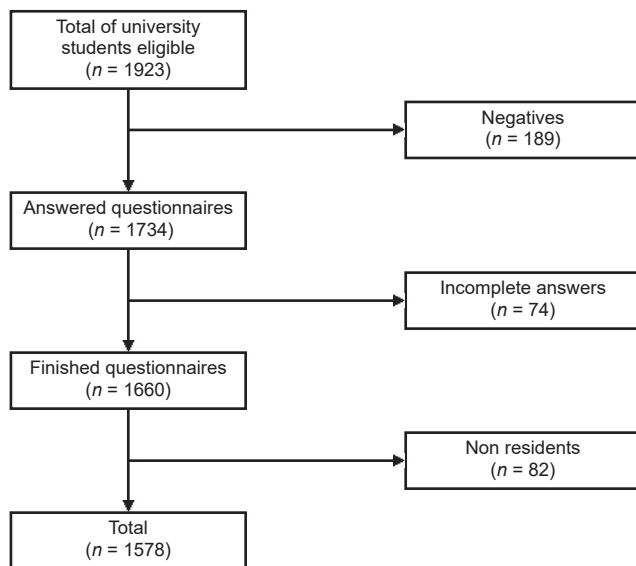 Total of university
students eligible
(n = 1923)
Negatives
(n = 189)
Answered questionnaires
(n = 1734)
Incomplete answers
(n = 74)
Finished questionnaires
(n = 1660)
Non residents
(n = 82)
Total
(n = 1578)